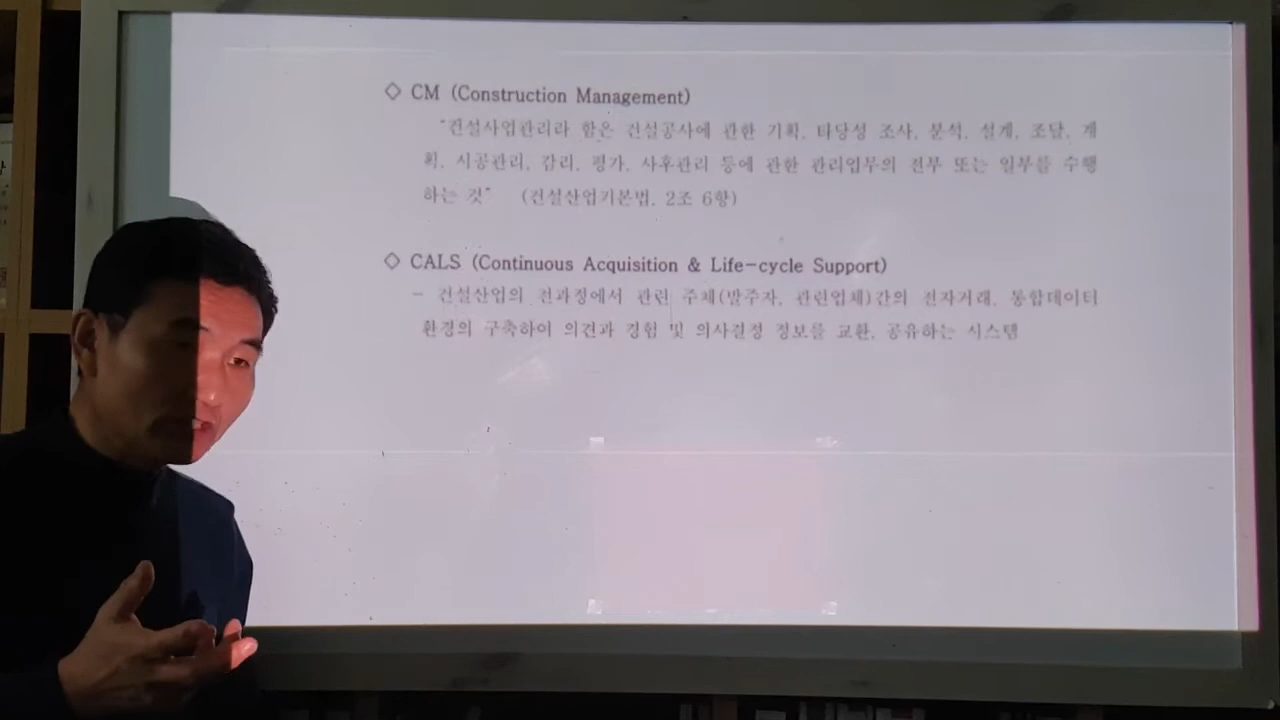 ◇ CM (Construction Management)
"건설사업관리라 함은 건설공사에 관한 기획, 타당성 조사, 분석, 설계, 조달, 계
획, 시공관리, 감리, 평가, 사후관리 등에 관한 관리업무의 전부 또는 일부를 수행
하는 것" (건설산업기본법, 2조 6항)
◇ CALS (Continuous Acquisition & Life-cycle Support)
- 건설산업의 전과정에서 관련 주체(발주자, 관련업체)간의 전자거래, 통합데이터
환경의 구축하여 의견과 경험 및 의사결정 정보를 교환, 공유하는 시스템